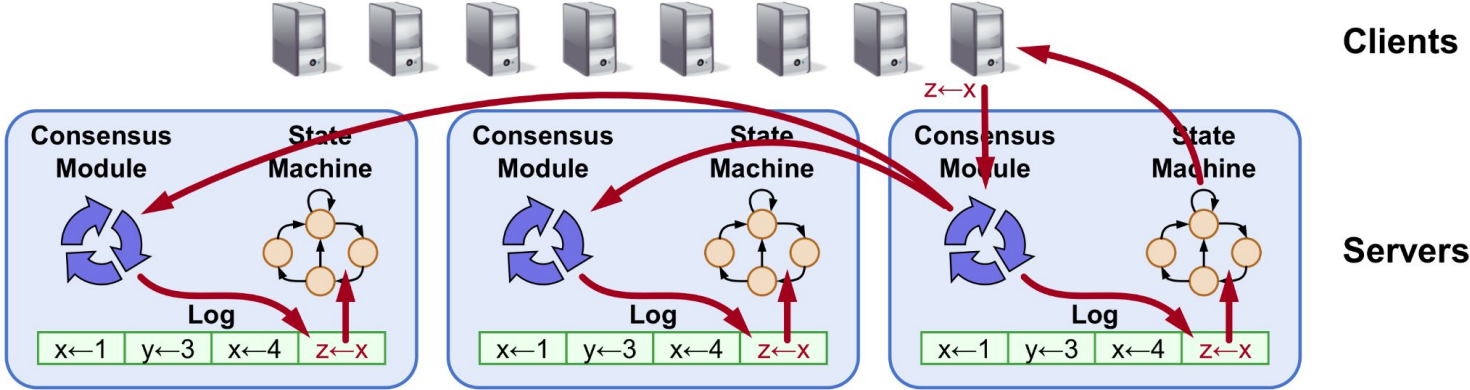 Clients
z←x
Consensus
Module
State
Machine
Log
x←1 y←3 x←4 z←x
Consensus
Module
State
Machine
Log
x←1 y←3 x←4 z←x
Consensus
Module
State
Machine
Log
x←1 y←3 x←4 z←x
Servers